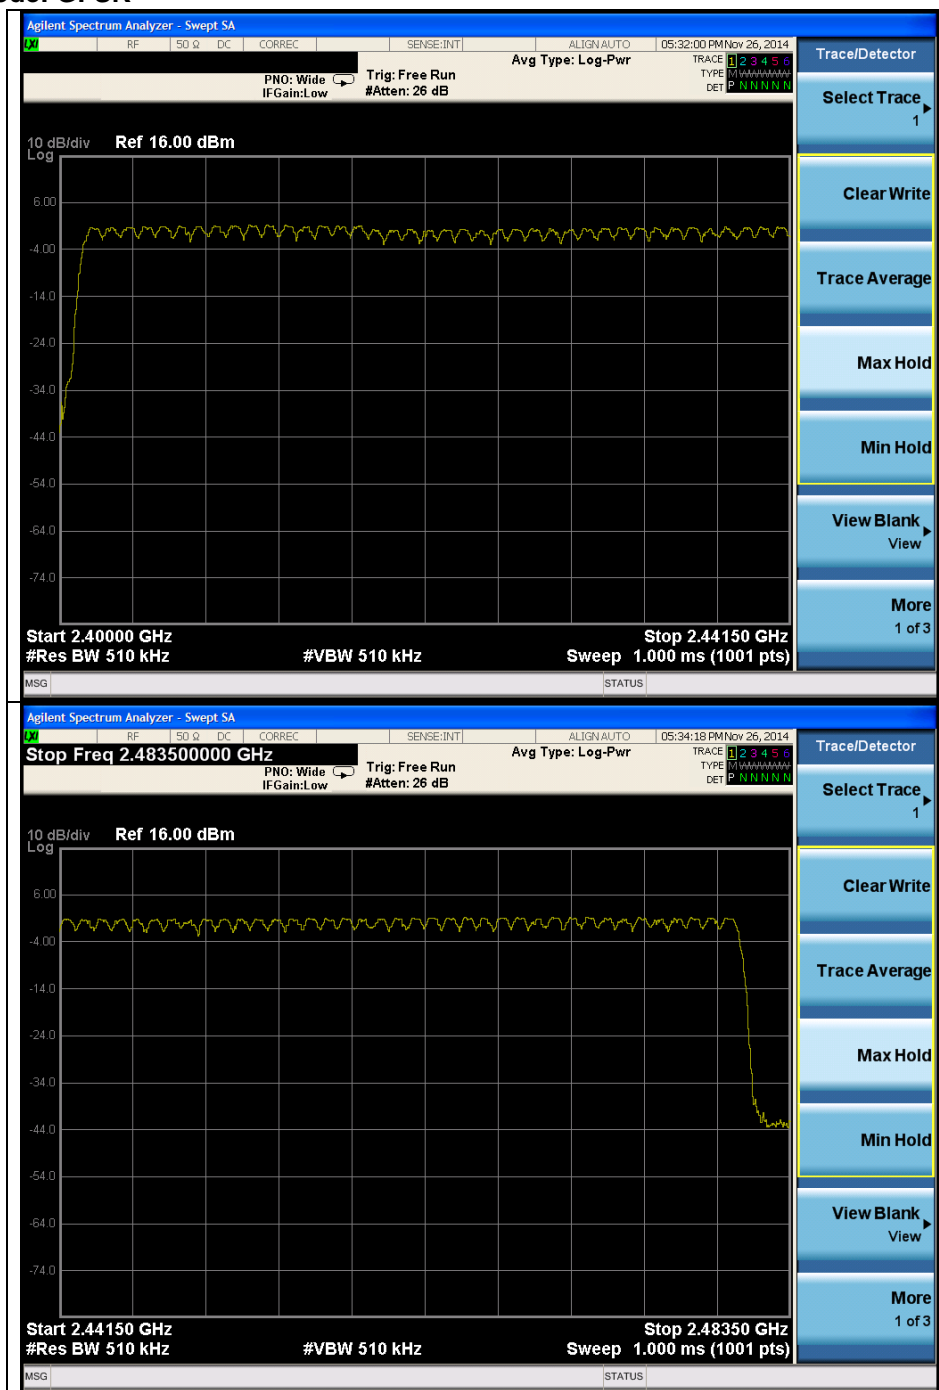 Agilent Spectrum Analyzer - Swept SA
LXI RF 50 Ω DC CORREC SENSE:INT ALIGNAUTO 05:32:00 PM Nov 26, 2014
Avg Type: Log-Pwr
TRACE 1 2 3 4 5 6
TYPE M WWWWW
DET P N N N N N
PNO: Wide
IFGain:Low
Trig: Free Run
#Atten: 26 dB
10 dB/div
Log
Ref 16.00 dBm
6.00
-4.00
-14.0
-24.0
-34.0
-44.0
-54.0
-64.0
-74.0
Start 2.40000 GHz
Stop 2.44150 GHz
#Res BW 510 kHz
#VBW 510 kHz
Sweep 1.000 ms (1001 pts)
MSG
STATUS
Trace/Detector
Select Trace
1
Clear Write
Trace Average
Max Hold
Min Hold
View Blank
View
More
1 of 3
Agilent Spectrum Analyzer - Swept SA
LXI RF 50 Ω DC CORREC SENSE:INT ALIGNAUTO 05:34:18 PM Nov 26, 2014
Stop Freq 2.483500000 GHz
Avg Type: Log-Pwr
TRACE 1 2 3 4 5 6
TYPE M WWWWW
DET P N N N N N
PNO: Wide
IFGain:Low
Trig: Free Run
#Atten: 26 dB
10 dB/div
Log
Ref 16.00 dBm
6.00
-4.00
-14.0
-24.0
-34.0
-44.0
-54.0
-64.0
-74.0
Start 2.44150 GHz
Stop 2.48350 GHz
#Res BW 510 kHz
#VBW 510 kHz
Sweep 1.000 ms (1001 pts)
MSG
STATUS
Trace/Detector
Select Trace
1
Clear Write
Trace Average
Max Hold
Min Hold
View Blank
View
More
1 of 3